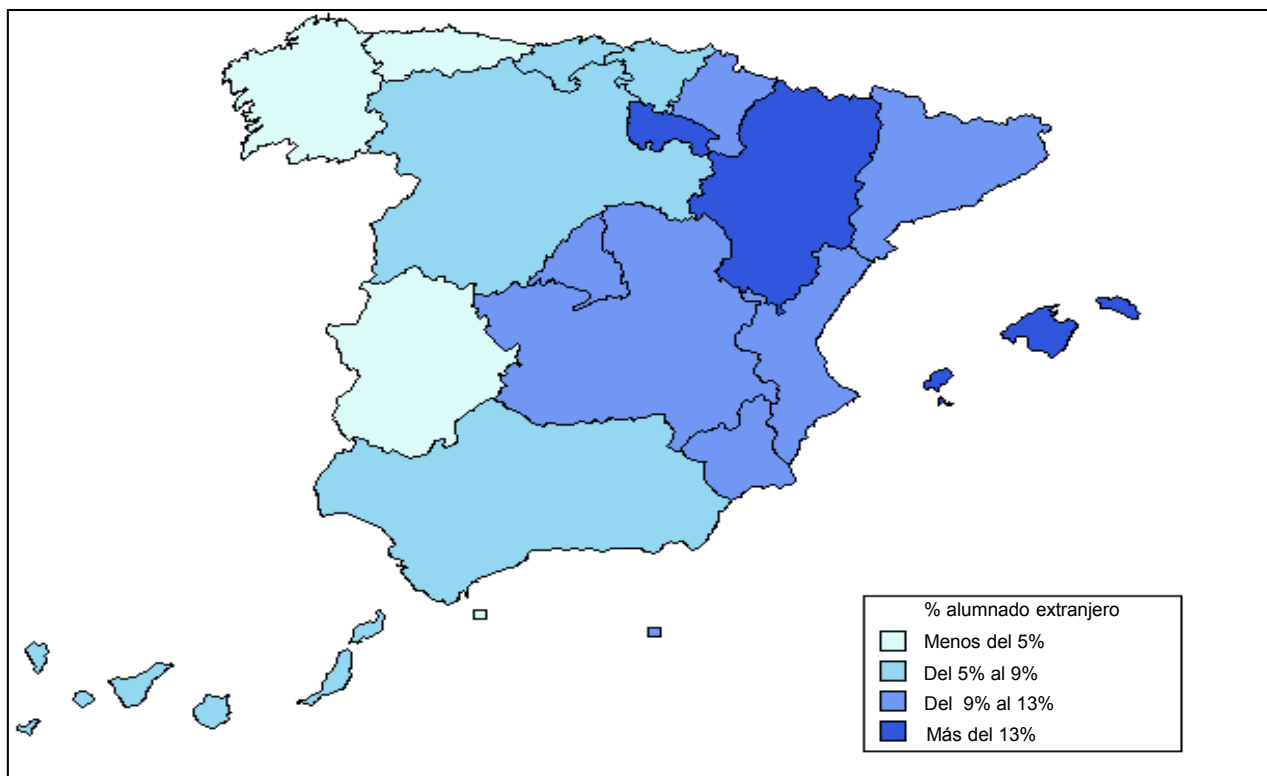 % alumnado extranjero
Menos del 5%
Del 5% al 9%
Del 9% al 13%
Más del 13%